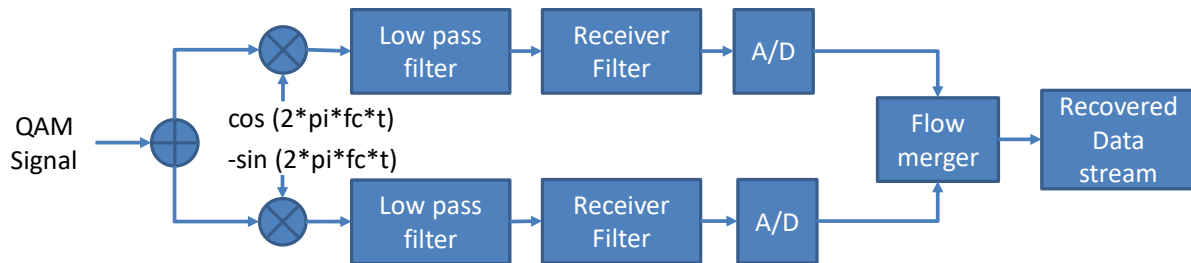 QAM
Signal
cos (2*pi*fc*t)
-sin (2*pi*fc*t)
Low pass
filter
Receiver
Filter
A/D
Low pass
filter
Receiver
Filter
A/D
Flow
merger
Recovered
Data
stream